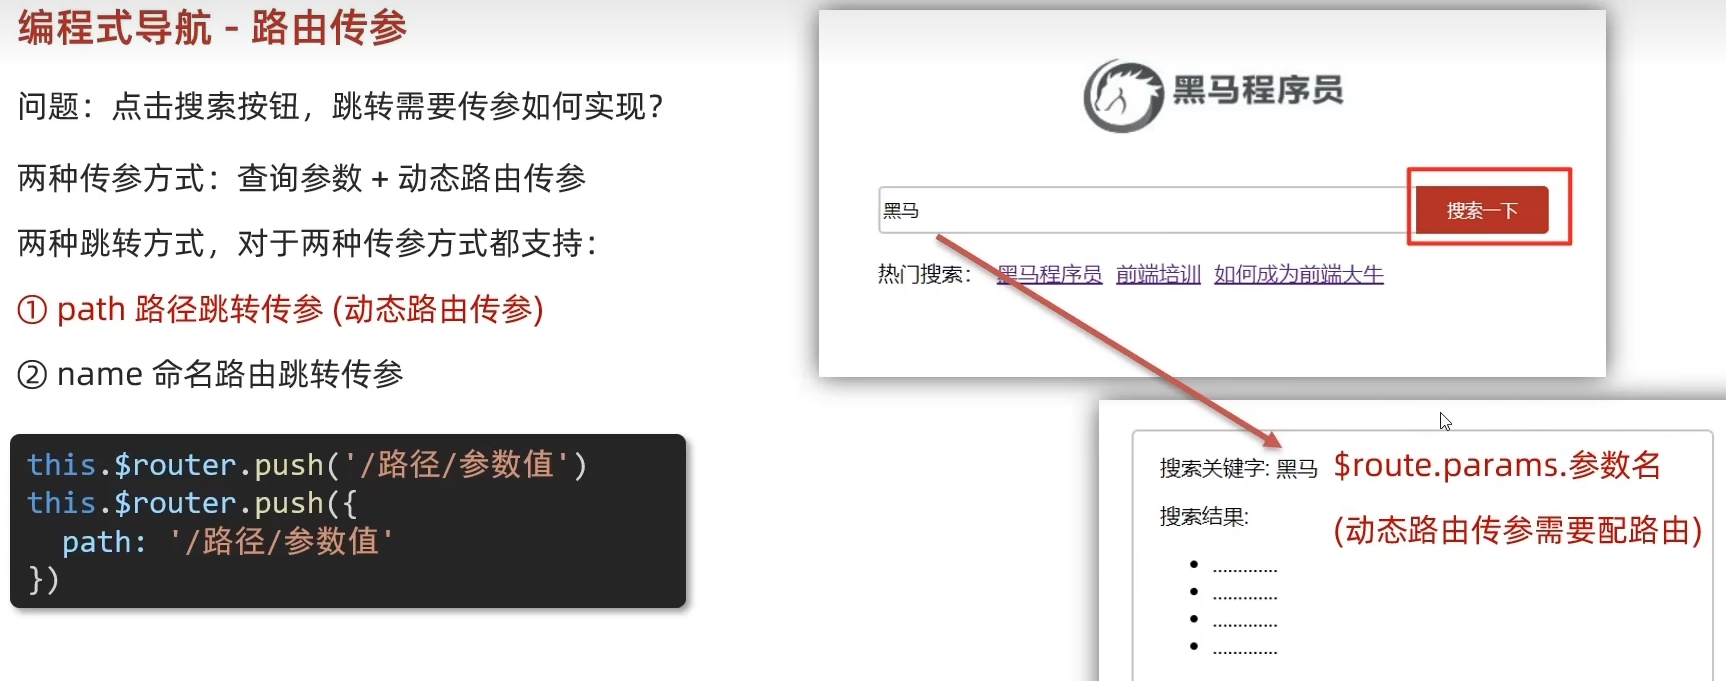 编程式导航 - 路由传参
问题：点击搜索按钮，跳转需要传参如何实现？
两种传参方式：查询参数 + 动态路由传参
两种跳转方式，对于两种传参方式都支持：
① path 路径跳转传参 (动态路由传参)
② name 命名路由跳转传参
this.$router.push('/路径/参数值')
this.$router.push({
  path: '/路径/参数值'
})
黑马程序员
黑马
搜索一下
热门搜索： 黑马程序员 前端培训 如何成为前端大牛
搜索关键字: 黑马 $route.params.参数名
搜索结果:
(动态路由传参需要配路由)
.............
.............
.............
.............